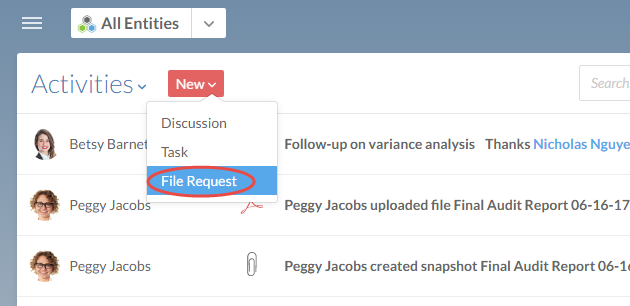 All Entities
Activities New Search
Discussion
Betsy Barnet Follow-up on variance analysis Thanks Nicholas Nguye
Task
File Request
Peggy Jacobs Peggy Jacobs uploaded file Final Audit Report 06-16-17
Peggy Jacobs Peggy Jacobs created snapshot Final Audit Report 06-16